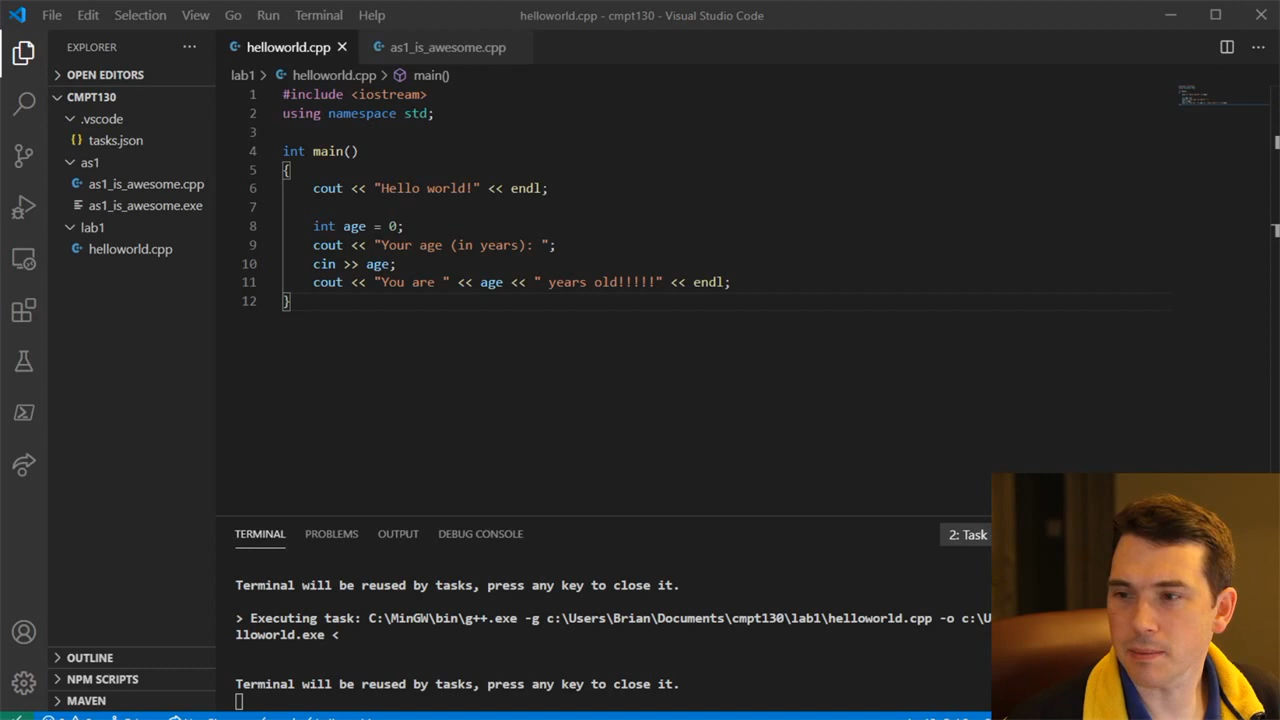 File Edit Selection View Go Run Terminal Help helloworld.cpp - cmpt130 - Visual Studio Code
EXPLORER
helloworld.cpp as1_is_awesome.cpp
OPEN EDITORS
lab1 > helloworld.cpp > main()
CMPT130
.vscode
tasks.json
as1
as1_is_awesome.cpp
as1_is_awesome.exe
lab1
helloworld.cpp
1 #include <iostream>
2 using namespace std;
3
4 int main()
5 {
6 cout << "Hello world!" << endl;
7
8 int age = 0;
9 cout << "Your age (in years): ";
10 cin >> age;
11 cout << "You are " << age << " years old!!!!!" << endl;
12 }
TERMINAL PROBLEMS OUTPUT DEBUG CONSOLE 2: Task
Terminal will be reused by tasks, press any key to close it.
> Executing task: C:\MinGW\bin\g++.exe -g c:\Users\Brian\Documents\cmpt130\lab1\helloworld.cpp -o c:\U
lloworld.exe <
Terminal will be reused by tasks, press any key to close it.
OUTLINE
NPM SCRIPTS
MAVEN